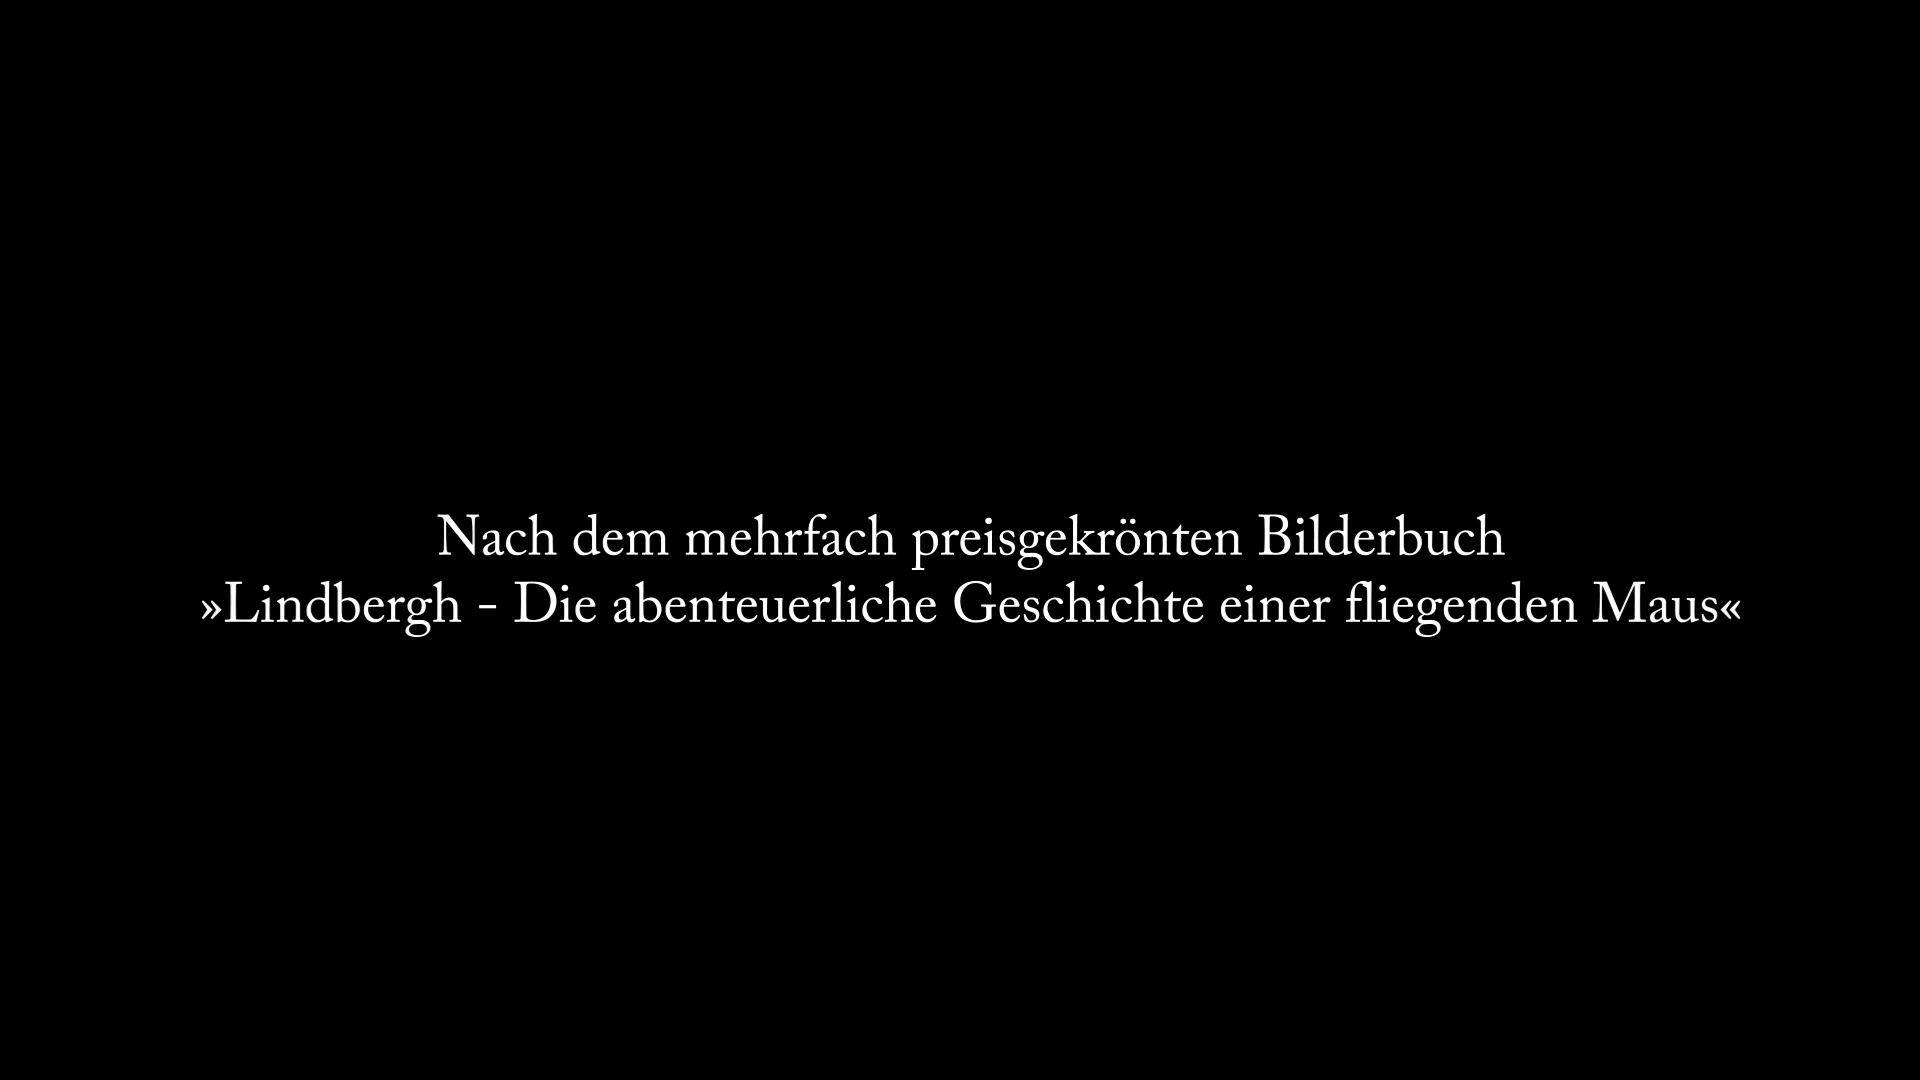 Nach dem mehrfach preisgekrönten Bilderbuch
»Lindbergh - Die abenteuerliche Geschichte einer fliegenden Maus«